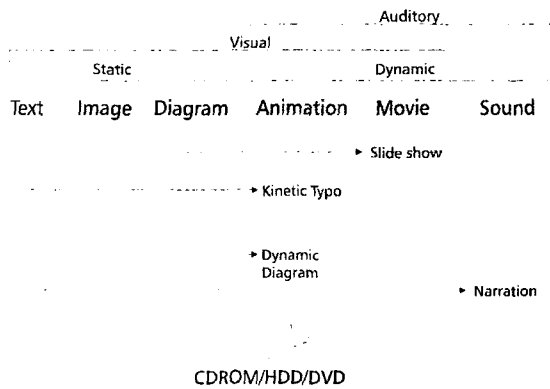 Auditory
Visual
Static Dynamic
Text Image Diagram Animation Movie Sound
Slide show
Kinetic Typo
Dynamic
Diagram
Narration
CDROM/HDD/DVD